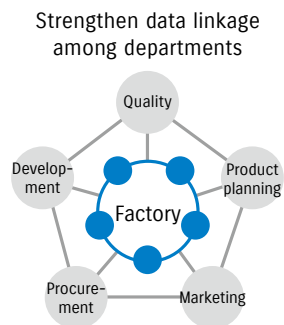 Strengthen data linkage
among departments
Quality
Develop-
ment
Product
planning
Factory
Procure-
ment
Marketing